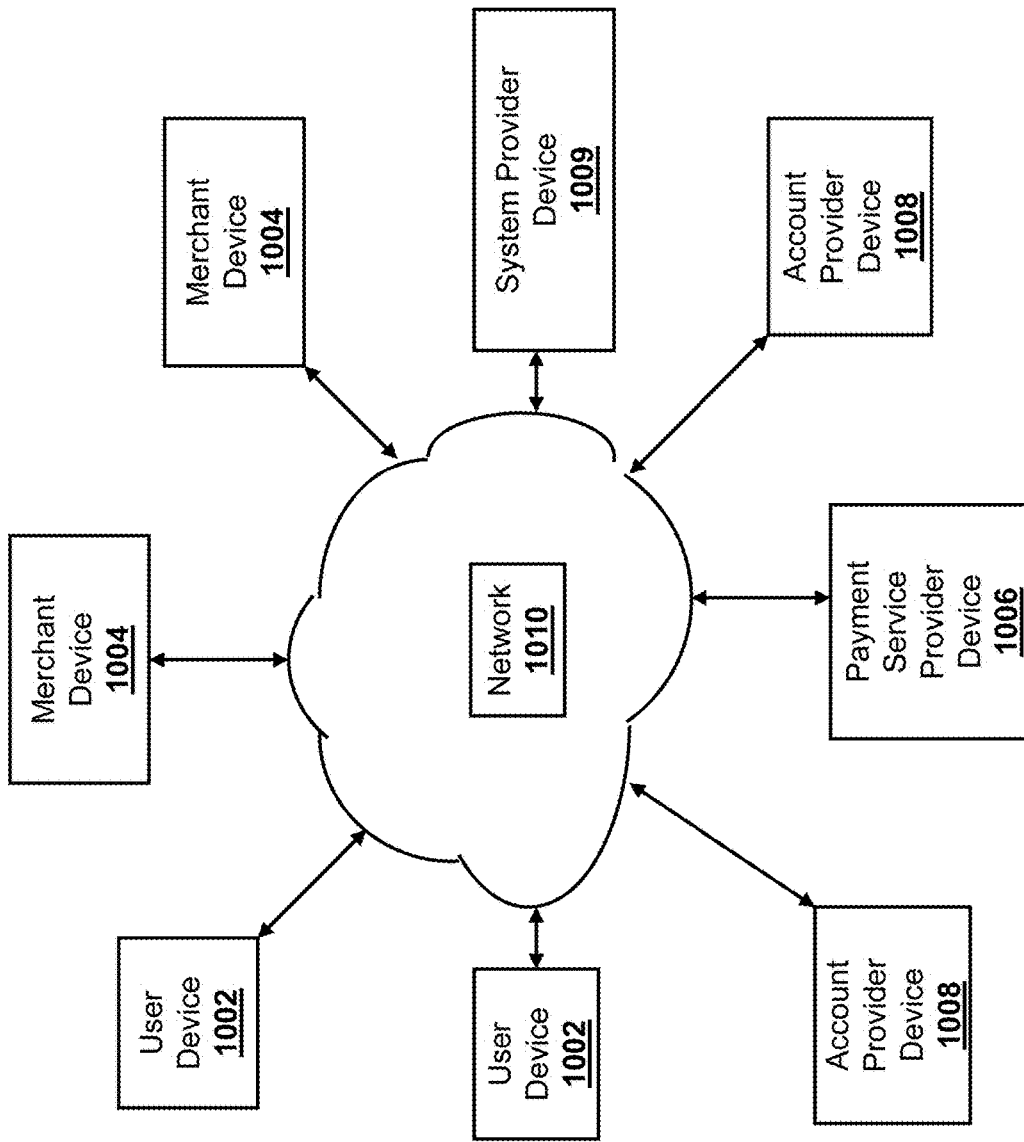 User
Device
1002
Merchant
Device
1004
Merchant
Device
1004
User
Device
1002
Network
1010
System Provider
Device
1009
Account
Provider
Device
1008
Payment
Service
Provider
Device
1006
Account
Provider
Device
1008